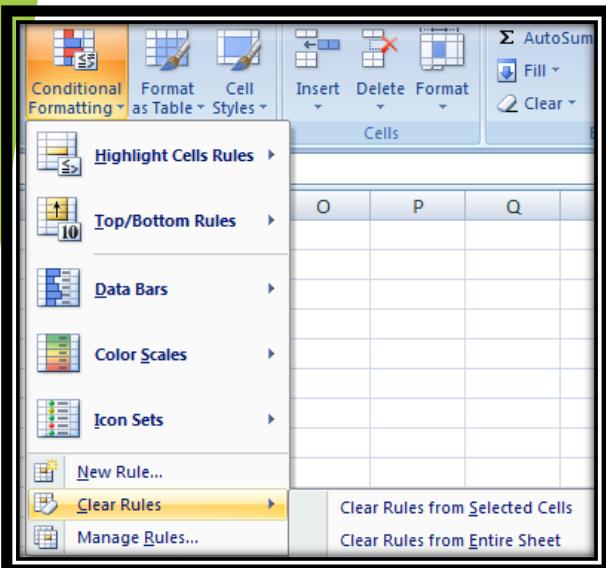 Conditional Formatting
Format as Table
Cell Styles
Insert
Delete
Format
Σ AutoSum
Fill
Clear
Cells
Highlight Cells Rules
Top/Bottom Rules
10
Data Bars
Color Scales
Icon Sets
New Rule...
Clear Rules
Manage Rules...
O P Q
Clear Rules from Selected Cells
Clear Rules from Entire Sheet